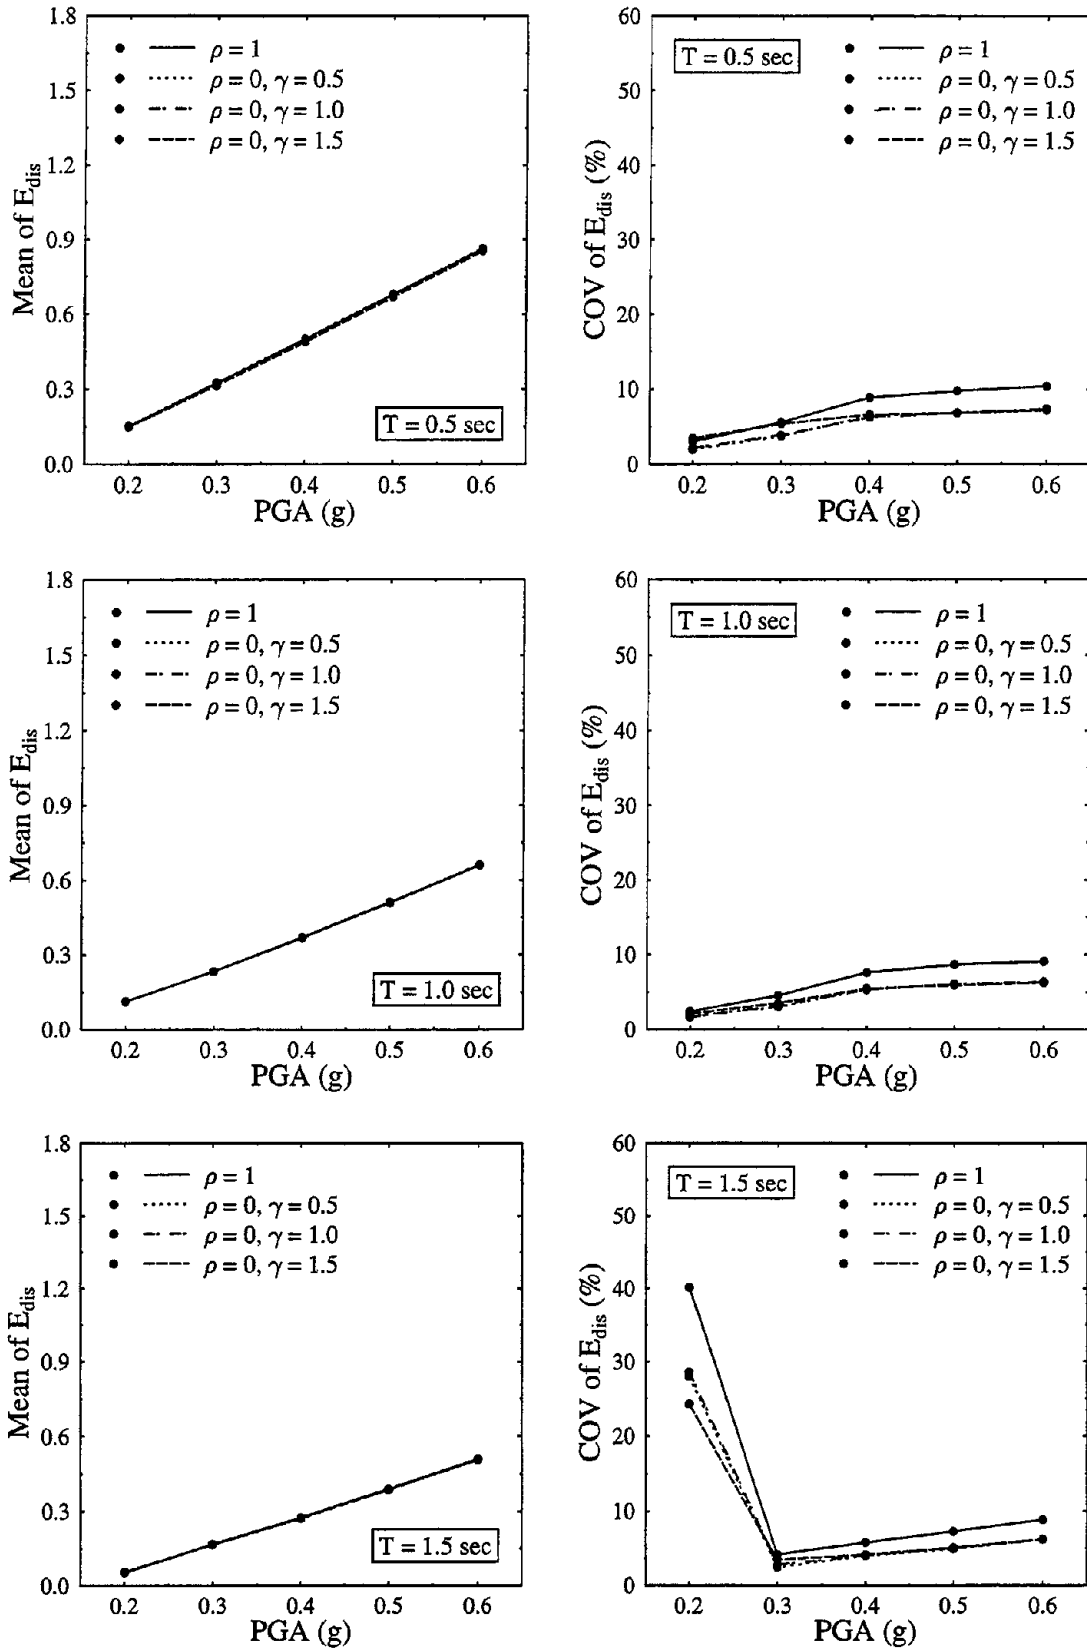 1.8
1.5
1.2
0.9
0.6
0.3
0.0
Mean of E_dis
ρ = 1
ρ = 0, γ = 0.5
ρ = 0, γ = 1.0
ρ = 0, γ = 1.5
T = 0.5 sec
0.2 0.3 0.4 0.5 0.6
PGA (g)
60
50
40
30
20
10
0
COV of E_dis (%)
T = 0.5 sec
ρ = 1
ρ = 0, γ = 0.5
ρ = 0, γ = 1.0
ρ = 0, γ = 1.5
0.2 0.3 0.4 0.5 0.6
PGA (g)
1.8
1.5
1.2
0.9
0.6
0.3
0.0
Mean of E_dis
ρ = 1
ρ = 0, γ = 0.5
ρ = 0, γ = 1.0
ρ = 0, γ = 1.5
T = 1.0 sec
0.2 0.3 0.4 0.5 0.6
PGA (g)
60
50
40
30
20
10
0
COV of E_dis (%)
T = 1.0 sec
ρ = 1
ρ = 0, γ = 0.5
ρ = 0, γ = 1.0
ρ = 0, γ = 1.5
0.2 0.3 0.4 0.5 0.6
PGA (g)
1.8
1.5
1.2
0.9
0.6
0.3
0.0
Mean of E_dis
ρ = 1
ρ = 0, γ = 0.5
ρ = 0, γ = 1.0
ρ = 0, γ = 1.5
T = 1.5 sec
0.2 0.3 0.4 0.5 0.6
PGA (g)
60
50
40
30
20
10
0
COV of E_dis (%)
T = 1.5 sec
ρ = 1
ρ = 0, γ = 0.5
ρ = 0, γ = 1.0
ρ = 0, γ = 1.5
0.2 0.3 0.4 0.5 0.6
PGA (g)